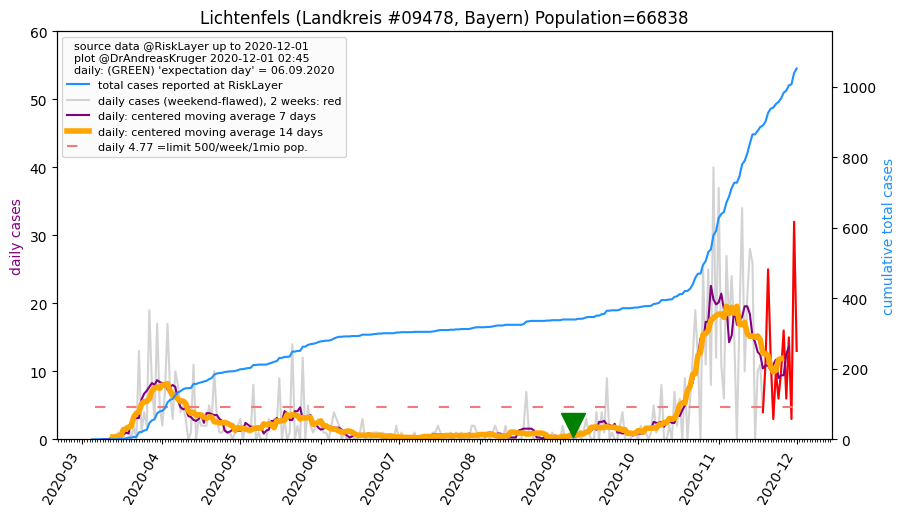 Lichtenfels (Landkreis #09478, Bayern) Population=66838
source data @RiskLayer up to 2020-12-01
plot @DrAndreasKruger 2020-12-01 02:45
daily: (GREEN) 'expectation day' = 06.09.2020
total cases reported at RiskLayer
daily cases (weekend-flawed), 2 weeks: red
daily: centered moving average 7 days
daily: centered moving average 14 days
daily 4.77 =limit 500/week/1mio pop.
daily cases
60
50
40
30
20
10
0
cumulative total cases
1000
800
600
400
200
0
2020-03
2020-04
2020-05
2020-06
2020-07
2020-08
2020-09
2020-10
2020-11
2020-12